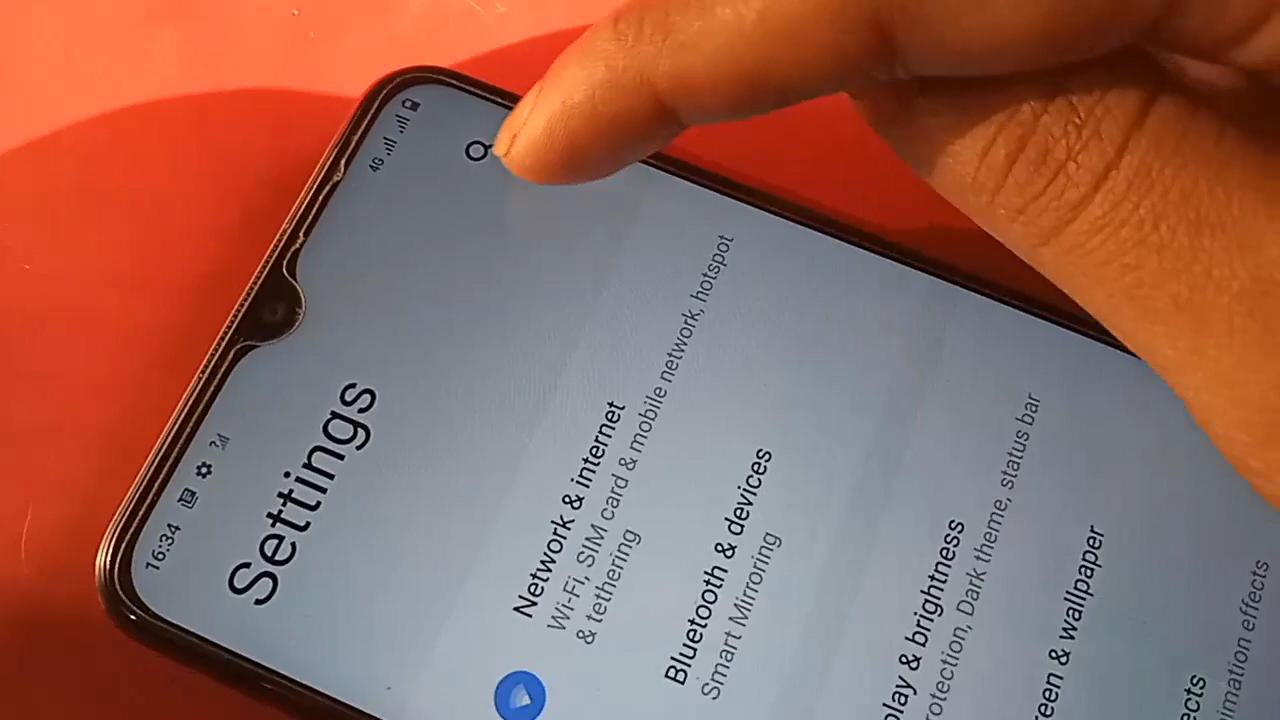 16:34
4G
Settings
Network & internet
Wi-Fi, SIM card & mobile network, hotspot
& tethering
Bluetooth & devices
Smart Mirroring
play & brightness
rotection, Dark theme, status bar
reen & wallpaper
ects
imation effects